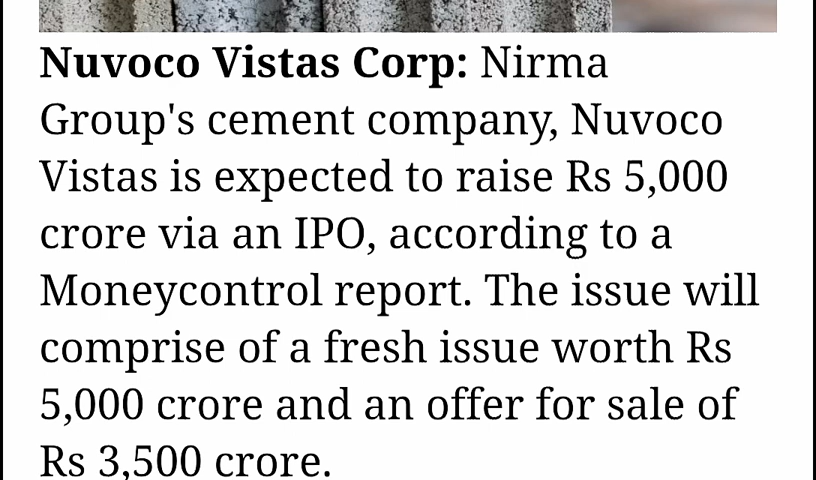 Nuvoco Vistas Corp: Nirma
Group's cement company, Nuvoco
Vistas is expected to raise Rs 5,000
crore via an IPO, according to a
Moneycontrol report. The issue will
comprise of a fresh issue worth Rs
5,000 crore and an offer for sale of
Rs 3,500 crore.